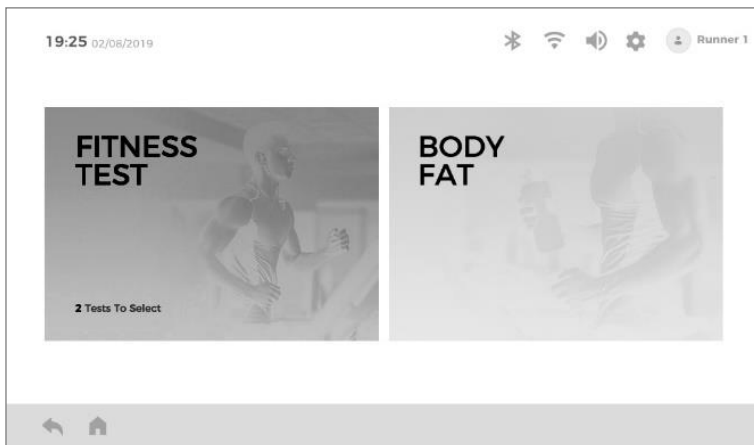 19:25 02/08/2019
Runner 1
FITNESS
TEST
2 Tests To Select
BODY
FAT